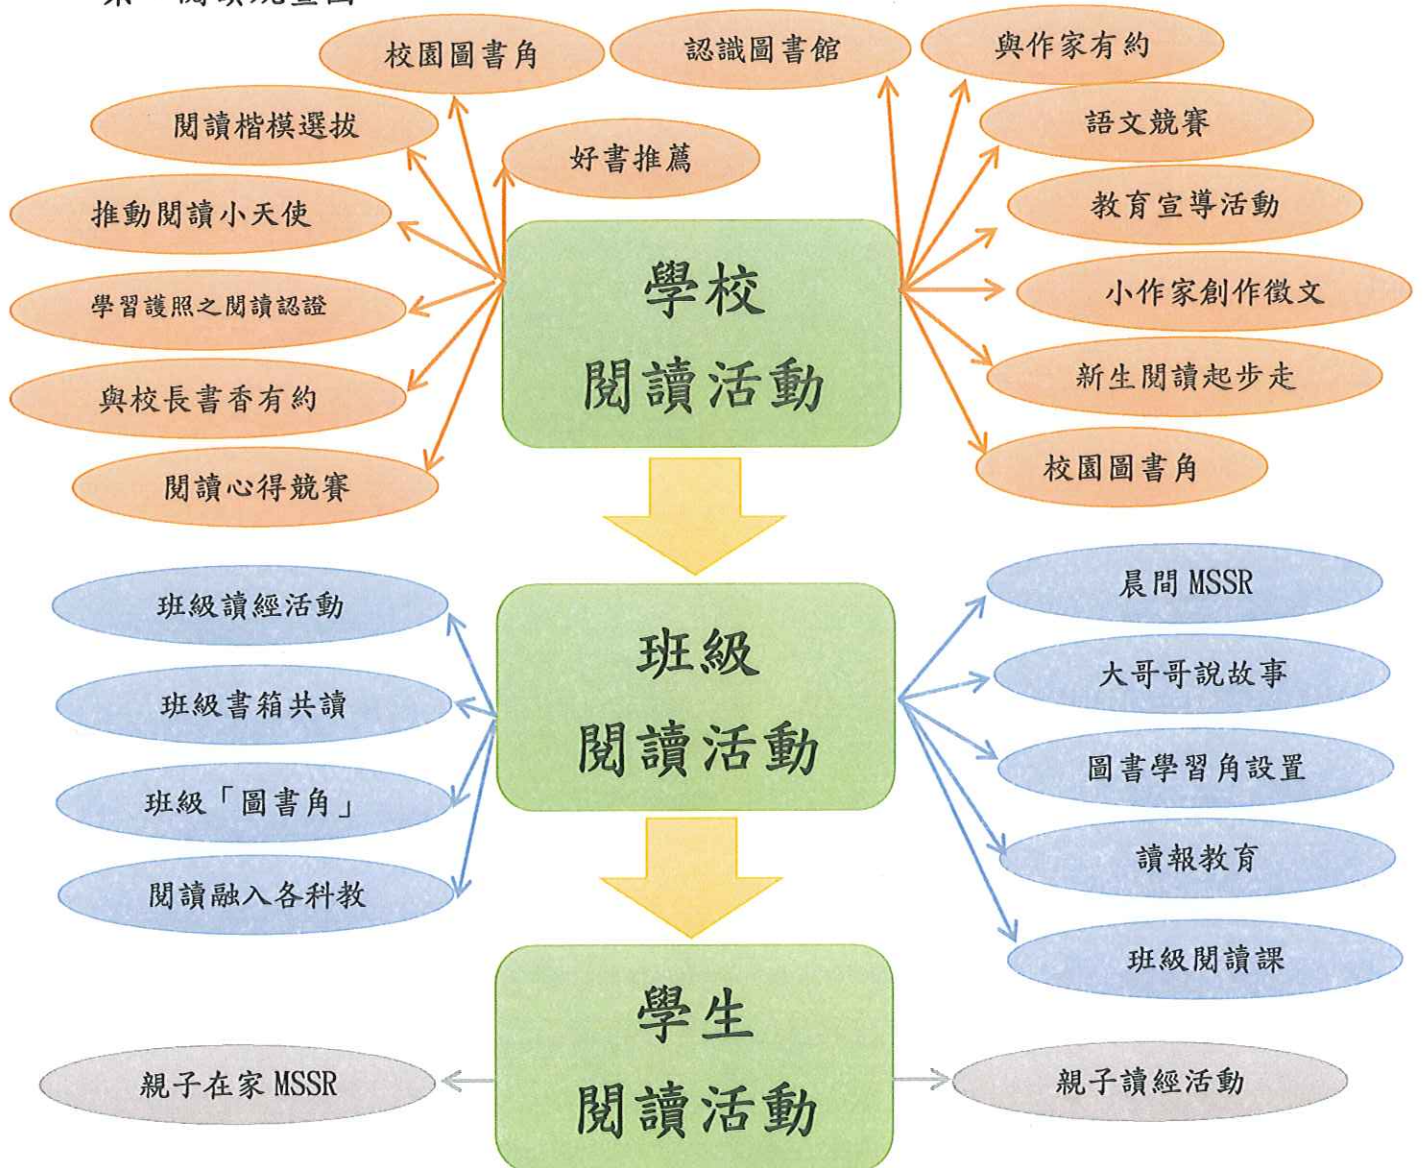 校園圖書角
認識圖書館
與作家有約
閱讀楷模選拔
好書推薦
語文競賽
推動閱讀小天使
教育宣導活動
學習護照之閱讀認證
小作家創作徵文
與校長書香有約
新生閱讀起步走
閱讀心得競賽
校園圖書角
學校
閱讀活動
班級讀經活動
晨間 MSSR
班級書箱共讀
大哥哥說故事
班級「圖書角」
圖書學習角設置
閱讀融入各科教
讀報教育
班級閱讀課
班級
閱讀活動
學生
閱讀活動
親子在家 MSSR
親子讀經活動